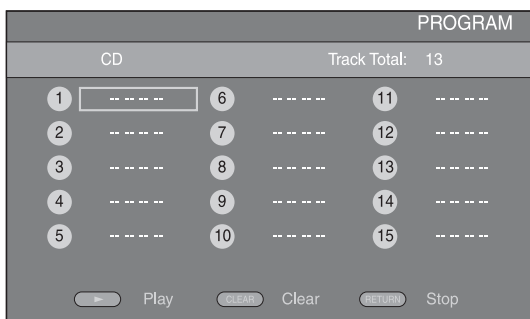 PROGRAM
CD Track Total: 13
1 -- -- -- -- 6 -- -- -- -- 11 -- -- -- --
2 -- -- -- -- 7 -- -- -- -- 12 -- -- -- --
3 -- -- -- -- 8 -- -- -- -- 13 -- -- -- --
4 -- -- -- -- 9 -- -- -- -- 14 -- -- -- --
5 -- -- -- -- 10 -- -- -- -- 15 -- -- -- --
Play CLEAR Clear RETURN Stop